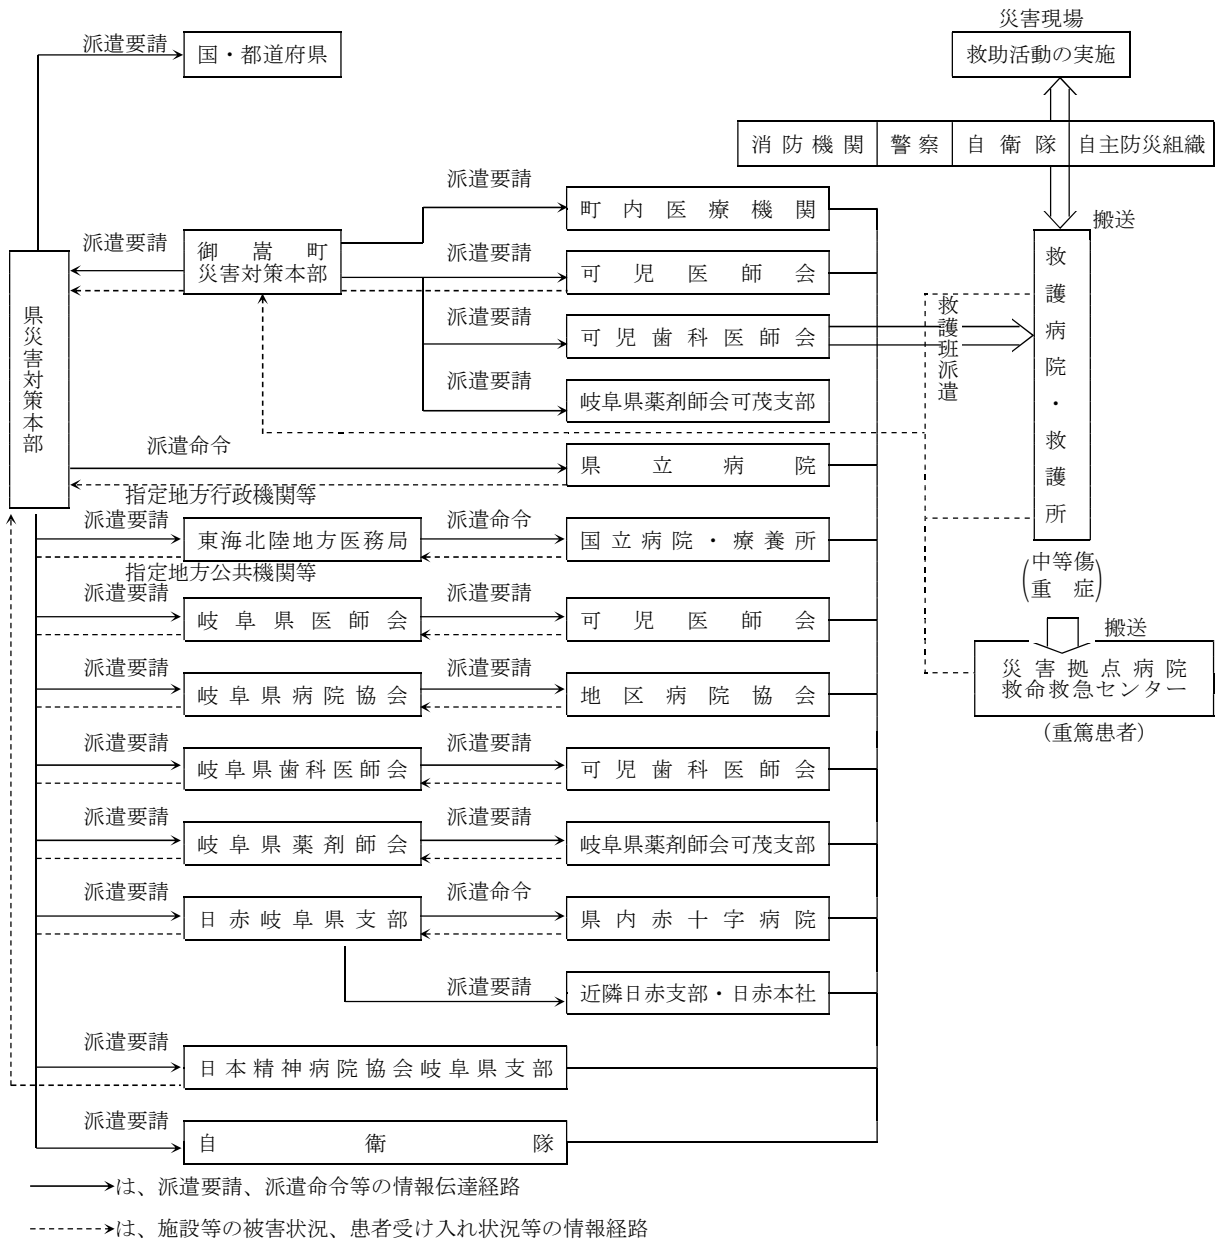 災害現場
派遣要請
国・都道府県
救助活動の実施
消防機関
警察
自衛隊
自主防災組織
派遣要請
町内医療機関
搬送
派遣要請
御嵩町
災害対策本部
派遣要請
可児医師会
救護病院・救護所
県災害対策本部
派遣要請
可児歯科医師会
救護班派遣
派遣要請
岐阜県薬剤師会可茂支部
派遣命令
県立病院
指定地方行政機関等
派遣要請
東海北陸地方医務局
派遣命令
国立病院・療養所
(中等傷
重症)
指定地方公共機関等
派遣要請
岐阜県医師会
派遣要請
可児医師会
搬送
災害拠点病院
救命救急センター
(重篤患者)
派遣要請
岐阜県病院協会
派遣要請
地区病院協会
派遣要請
岐阜県歯科医師会
派遣要請
可児歯科医師会
派遣要請
岐阜県薬剤師会
派遣要請
岐阜県薬剤師会可茂支部
派遣要請
日赤岐阜県支部
派遣命令
県内赤十字病院
派遣要請
近隣日赤支部・日赤本社
派遣要請
日本精神病院協会岐阜県支部
派遣要請
自衛隊
は、派遣要請、派遣命令等の情報伝達経路
は、施設等の被害状況、患者受け入れ状況等の情報経路